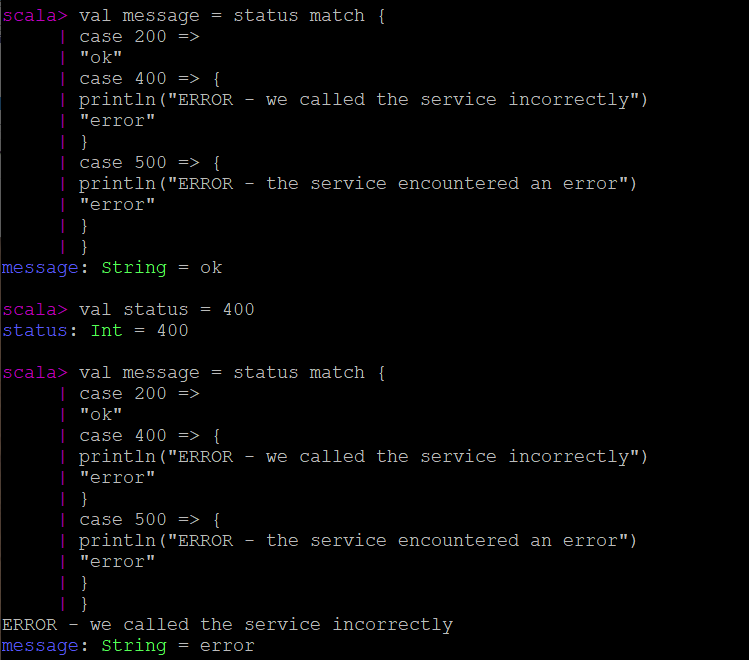 scala> val message = status match {
| case 200 =>
| "ok"
| case 400 => {
| println("ERROR - we called the service incorrectly")
| "error"
| }
| case 500 => {
| println("ERROR - the service encountered an error")
| "error"
| }
| }
message: String = ok
scala> val status = 400
status: Int = 400
scala> val message = status match {
| case 200 =>
| "ok"
| case 400 => {
| println("ERROR - we called the service incorrectly")
| "error"
| }
| case 500 => {
| println("ERROR - the service encountered an error")
| "error"
| }
| }
ERROR - we called the service incorrectly
message: String = error